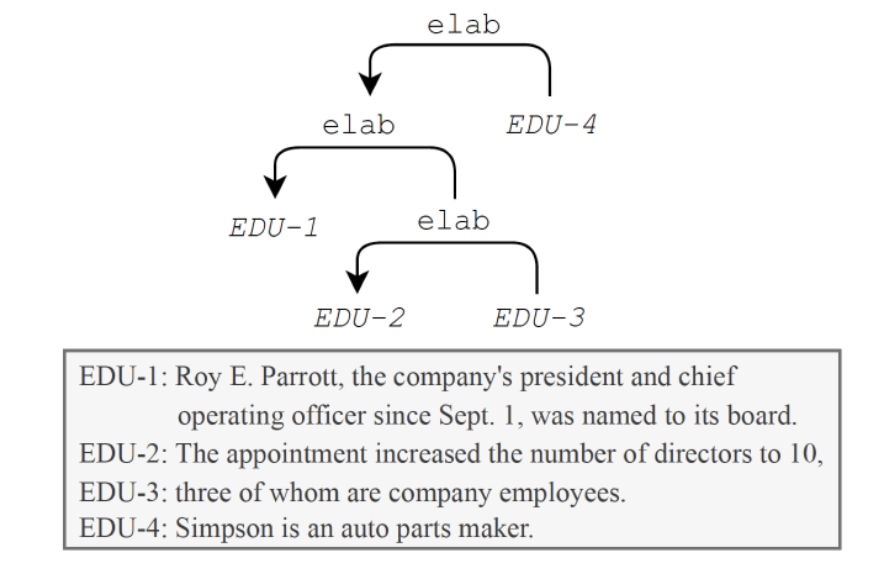 elab
elab EDU-4
EDU-1 elab
EDU-2 EDU-3
EDU-1: Roy E. Parrott, the company's president and chief
operating officer since Sept. 1, was named to its board.
EDU-2: The appointment increased the number of directors to 10,
EDU-3: three of whom are company employees.
EDU-4: Simpson is an auto parts maker.